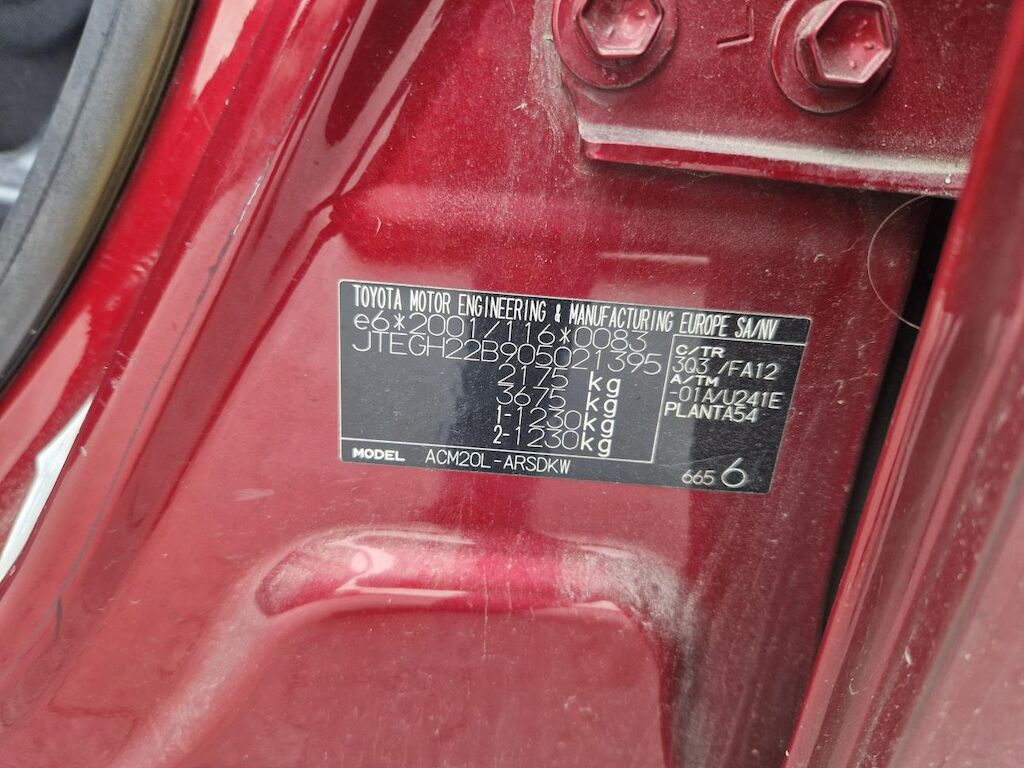 TOYOTA MOTOR ENGINEERING & MANUFACTURING EUROPE SA/NV
e6*2001/116*0083
JTEGH22B905021395
2175 kg
3675 kg
1-1230kg
2-1230kg
C/TR
3Q3 /FA12
A/TM
-01A/U241E
PLANTA54
MODEL ACM20L-ARSDKW
665 6